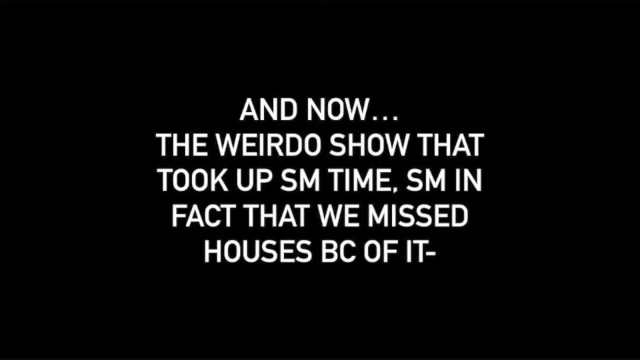 AND NOW...
THE WEIRDO SHOW THAT
TOOK UP SM TIME, SM IN
FACT THAT WE MISSED
HOUSES BC OF IT-